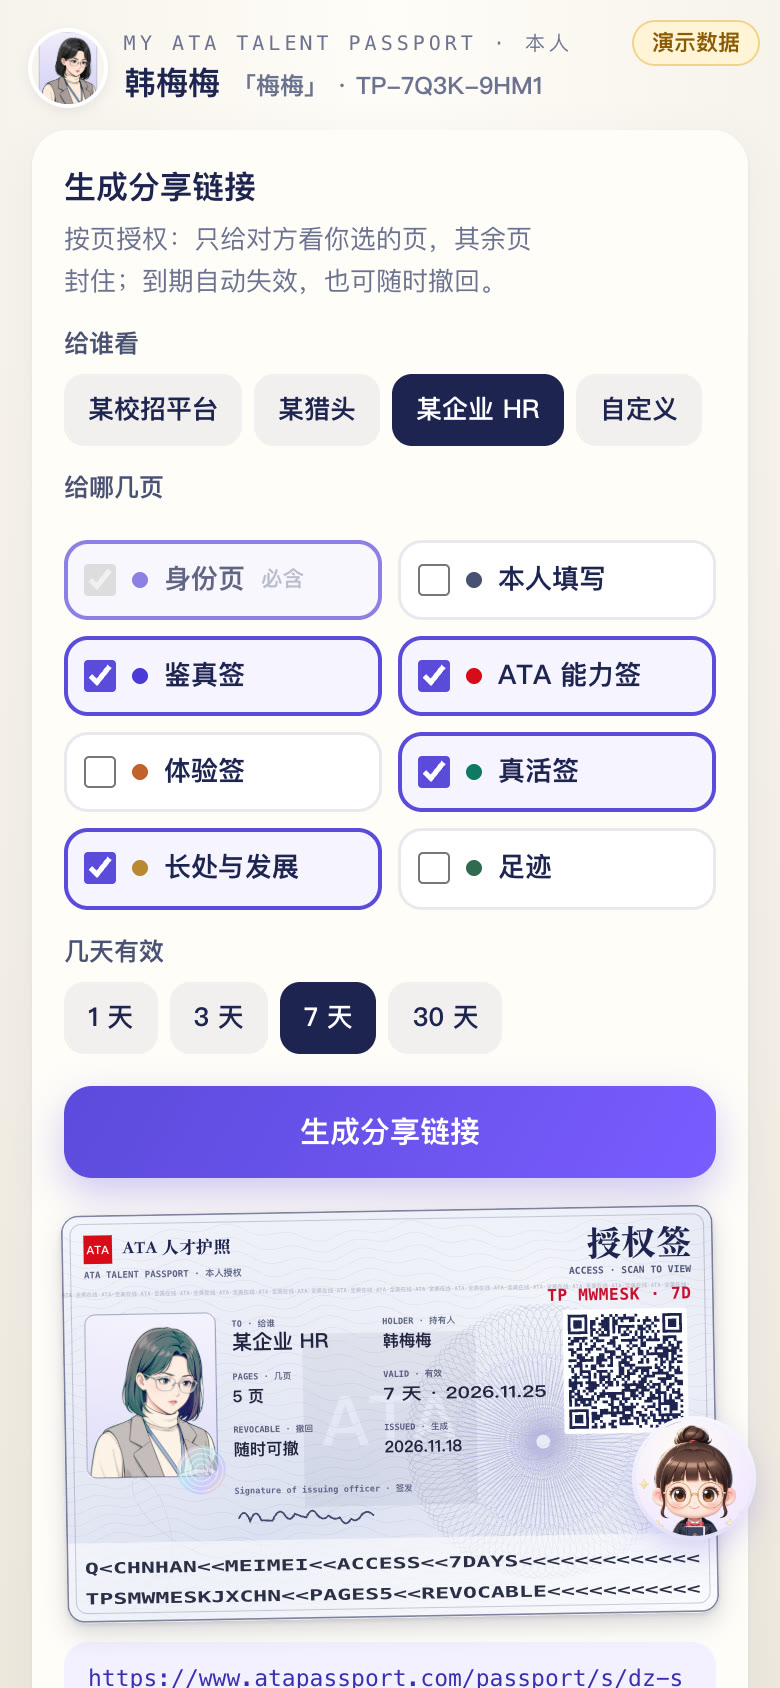 MY ATA TALENT PASSPORT · 本人
演示数据
韩梅梅 「梅梅」 · TP-7Q3K-9HM1
生成分享链接
按页授权：只给对方看你选的页，其余页
封住；到期自动失效，也可随时撤回。
给谁看
某校招平台 某猎头 某企业 HR 自定义
给哪几页
身份页 必含 本人填写
鉴真签 ATA 能力签
体验签 真活签
长处与发展 足迹
几天有效
1 天 3 天 7 天 30 天
生成分享链接
ATA ATA 人才护照 授权签
ATA TALENT PASSPORT · 本人授权 ACCESS · SCAN TO VIEW
TP MWMESK · 7D
TO · 给谁 HOLDER · 持有人
某企业 HR 韩梅梅
PAGES · 几页 VALID · 有效
5 页 7 天 · 2026.11.25
REVOCABLE · 撤回 ISSUED · 生成
随时可撤 2026.11.18
ATA
Signature of issuing officer · 签发
Q<CHNHAN<<MEIMEI<<ACCESS<<7DAYS<<<<<<<<<<<<<
TPSMWMESKJXCHN<<PAGES5<<REVOCABLE<<<<<<<<<<<
https://www.atapassport.com/passport/s/dz-s